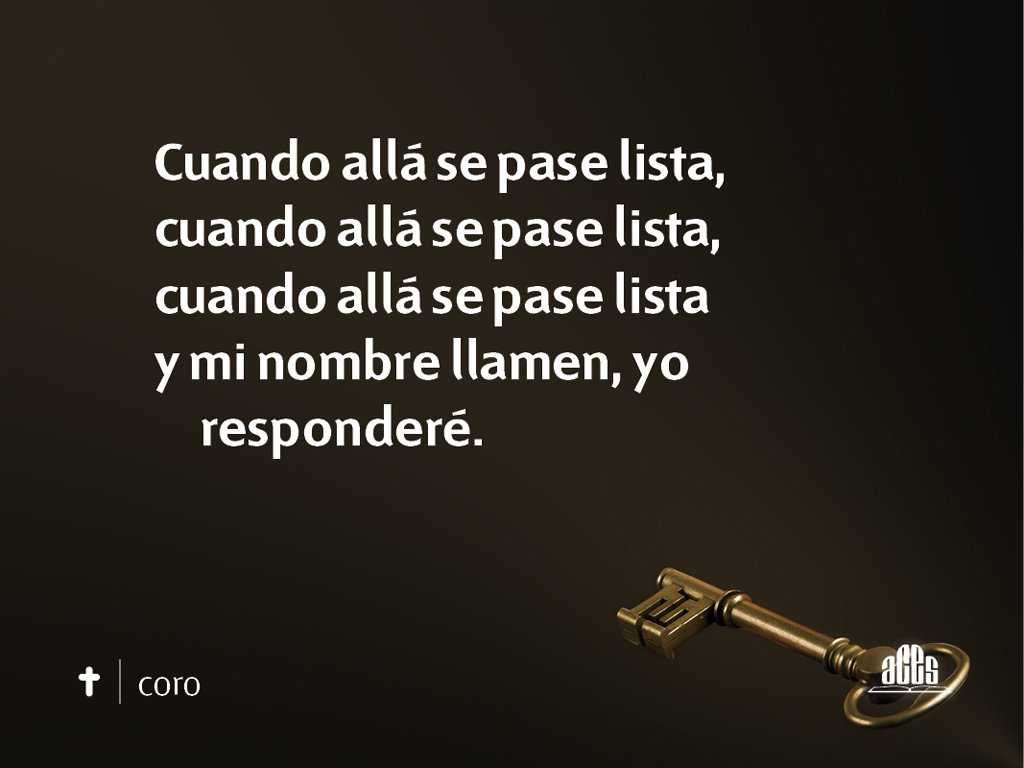 Cuando allá se pase lista,
cuando allá se pase lista,
cuando allá se pase lista
y mi nombre llamen, yo
responderé.
coro
aces